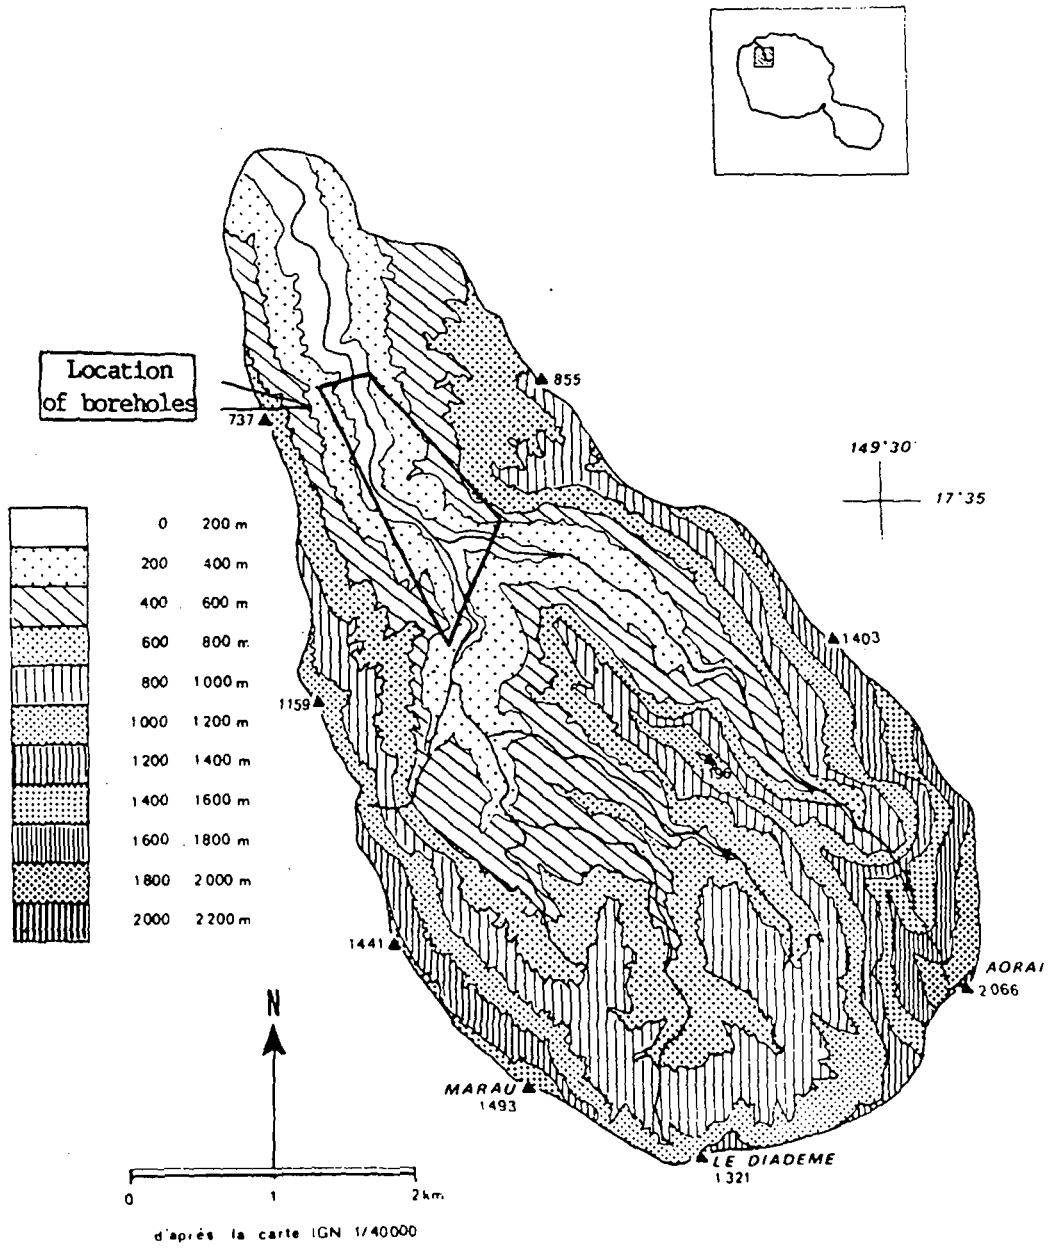 855
Location
of boreholes
737
149°30'
17°35
0 200 m
200 400 m
400 600 m
600 800 m
800 1000 m
1000 1200 m
1200 1400 m
1400 1600 m
1600 1800 m
1800 2000 m
2000 2200 m
1403
1159
1196
1441
AORAI
2066
N
MARAU
1493
LE DIADEME
1321
0 1 2 km
d'après la carte IGN 1/40000